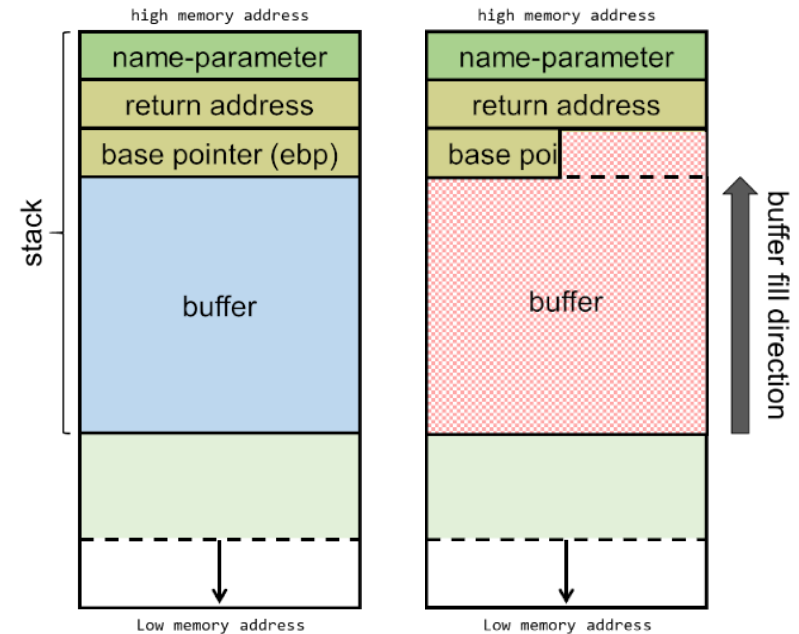 high memory address
name-parameter
return address
base pointer (ebp)
buffer
stack
Low memory address
high memory address
name-parameter
return address
base poi
buffer
buffer fill direction
Low memory address